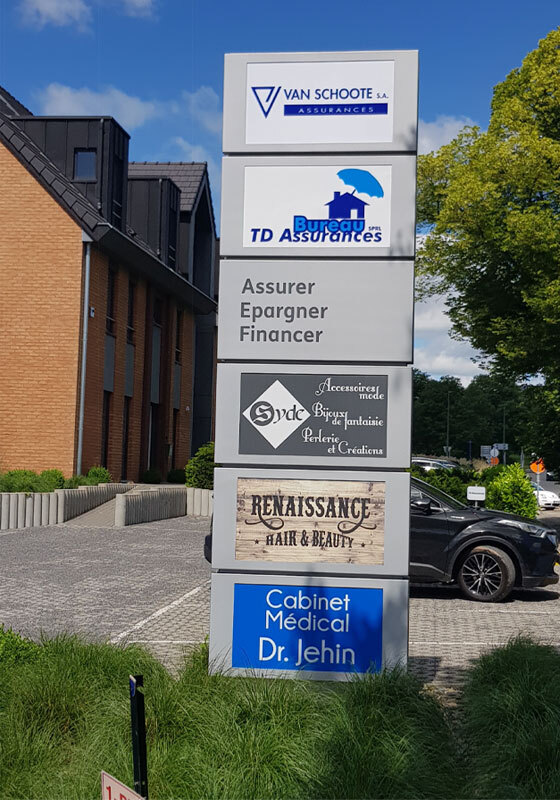 VAN SCHOOTE S.A.
ASSURANCES
Bureau SPRL
TD Assurances
Assurer
Epargner
Financer
Sydc
Accessoires
mode
Bijoux
de fantaisie
Perlerie
et Créations
RENAISSANCE
HAIR & BEAUTY
Cabinet
Médical
Dr. Jehin